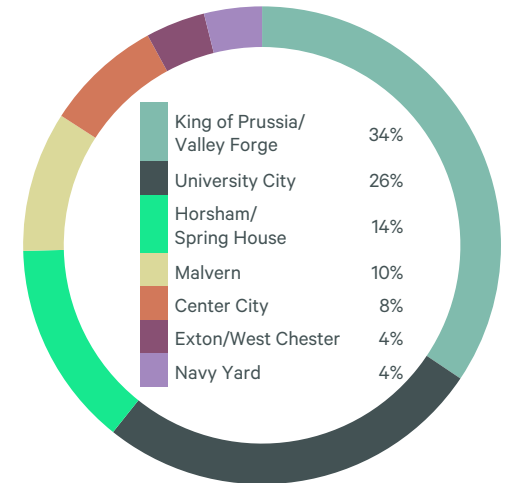 King of Prussia/
Valley Forge 34%
University City 26%
Horsham/
Spring House 14%
Malvern 10%
Center City 8%
Exton/West Chester 4%
Navy Yard 4%